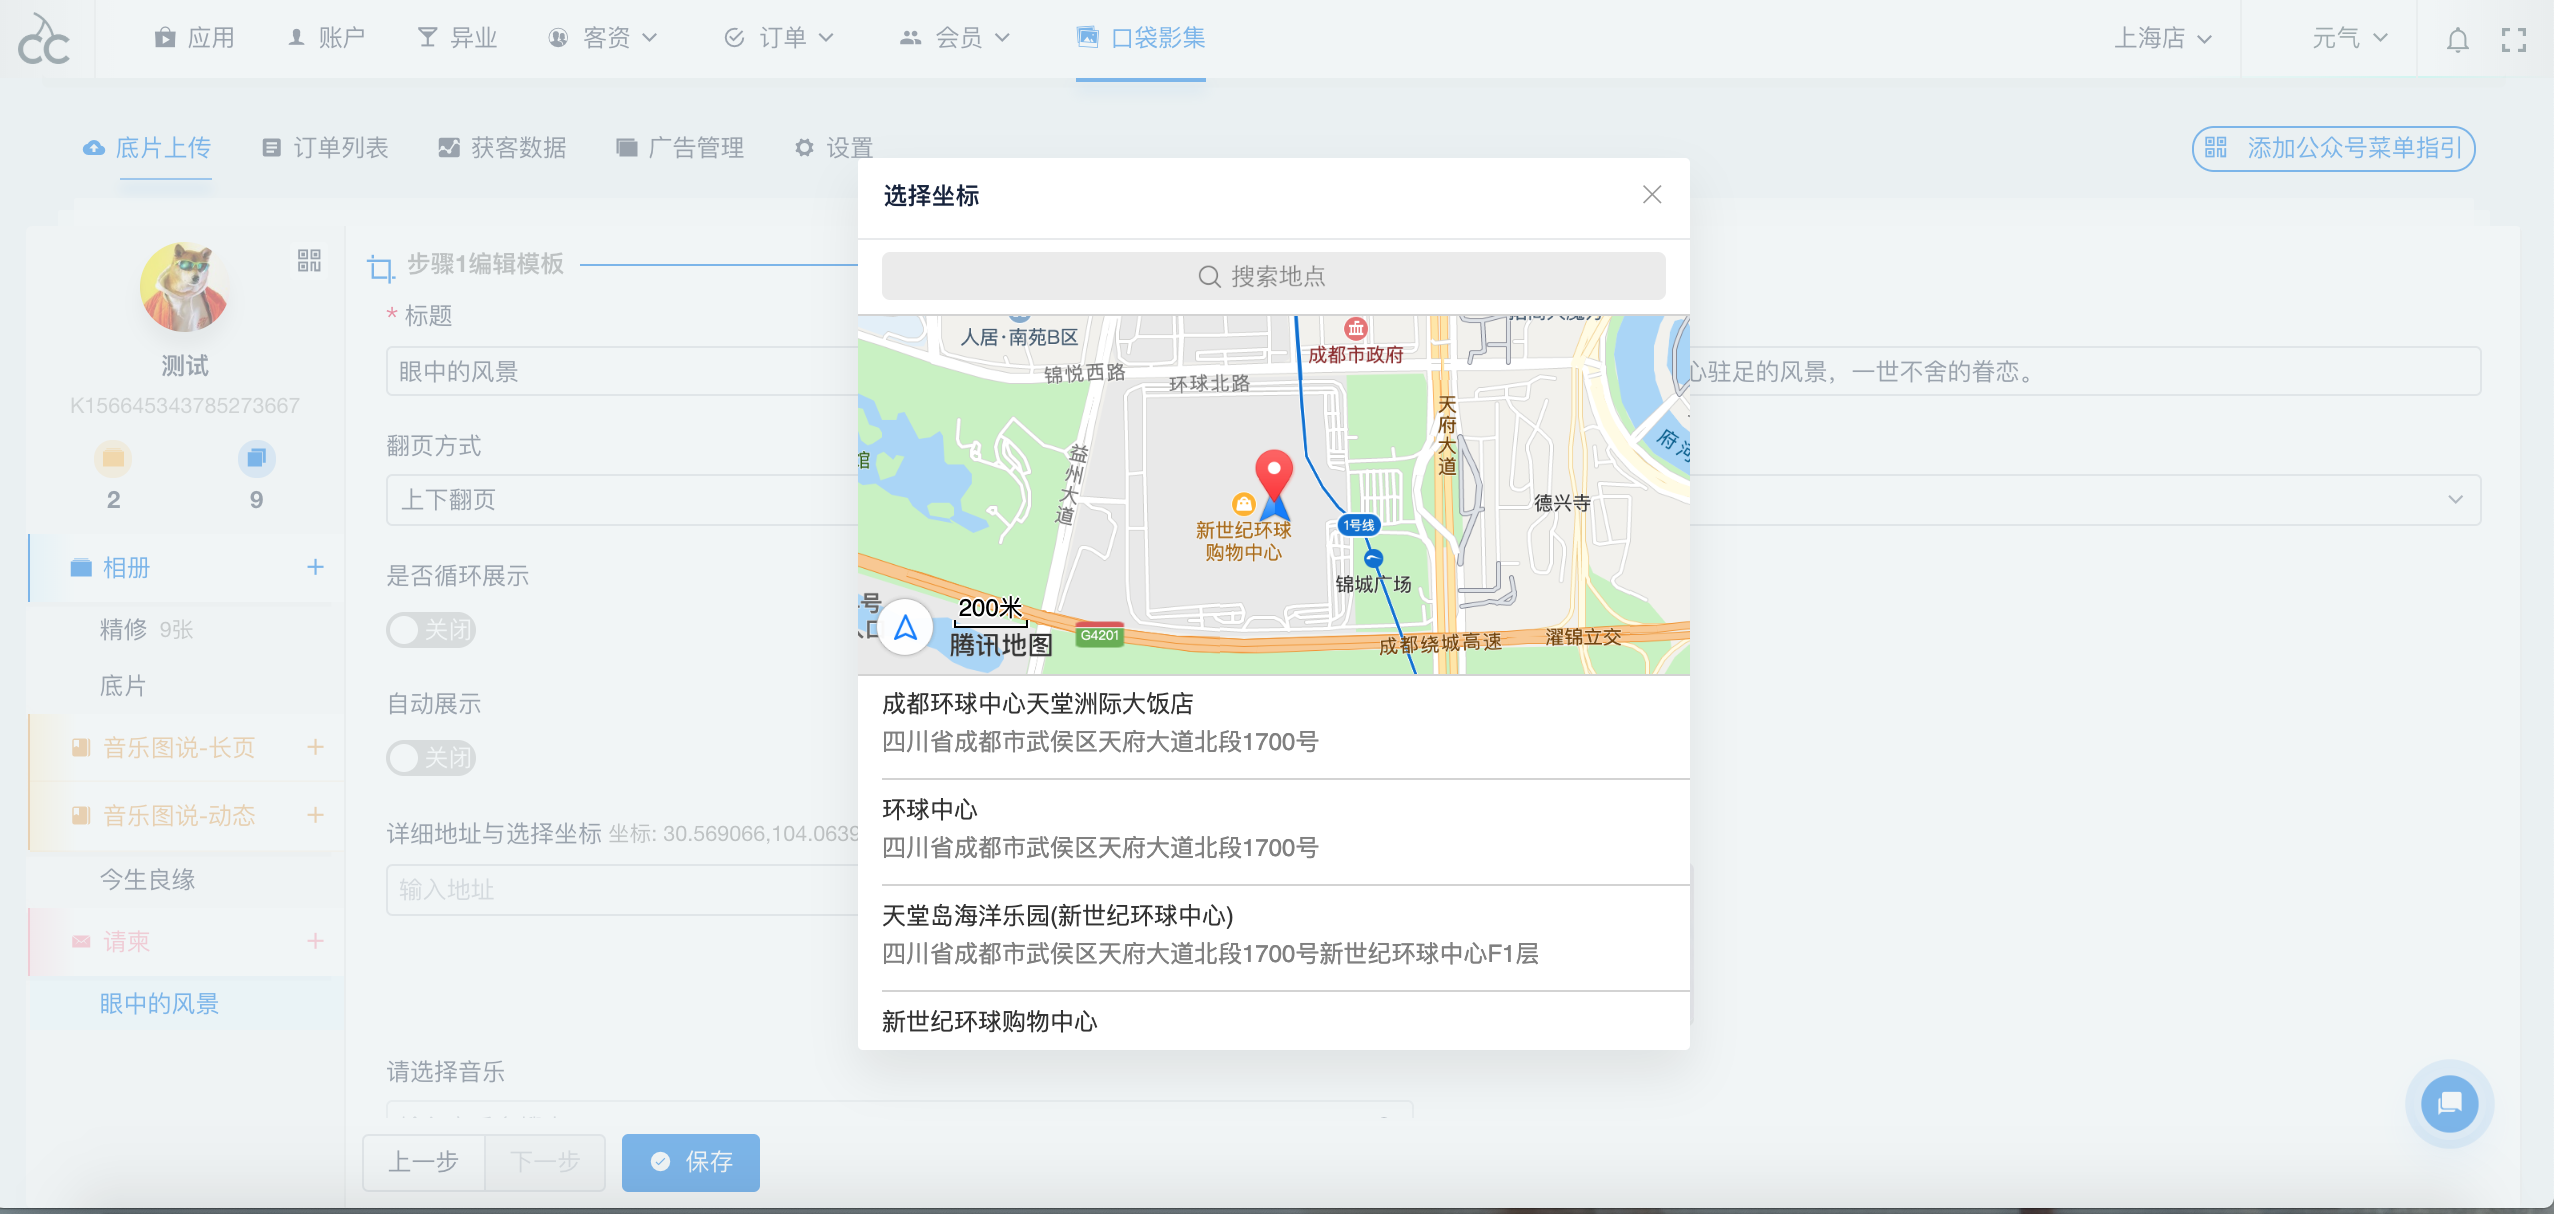 CC
应用
账户
异业
客资
订单
会员
口袋影集
上海店
元气
底片上传
订单列表
获客数据
广告管理
设置
添加公众号菜单指引
测试
K156645343785273667
2
9
相册
精修 9张
底片
音乐图说-长页
音乐图说-动态
今生良缘
请柬
眼中的风景
步骤1编辑模板
* 标题
眼中的风景
心驻足的风景，一世不舍的眷恋。
翻页方式
上下翻页
是否循环展示
关闭
自动展示
关闭
详细地址与选择坐标 坐标: 30.569066,104.0639
输入地址
请选择音乐
上一步
下一步
保存
选择坐标
搜索地点
人居·南苑B区
成都市政府
锦悦西路
环球北路
天府大道
益州大道
府河
馆
新世纪环球
购物中心
1号线
德兴寺
锦城广场
号
入口
200米
腾讯地图
G4201
成都绕城高速
濯锦立交
成都环球中心天堂洲际大饭店
四川省成都市武侯区天府大道北段1700号
环球中心
四川省成都市武侯区天府大道北段1700号
天堂岛海洋乐园(新世纪环球中心)
四川省成都市武侯区天府大道北段1700号新世纪环球中心F1层
新世纪环球购物中心